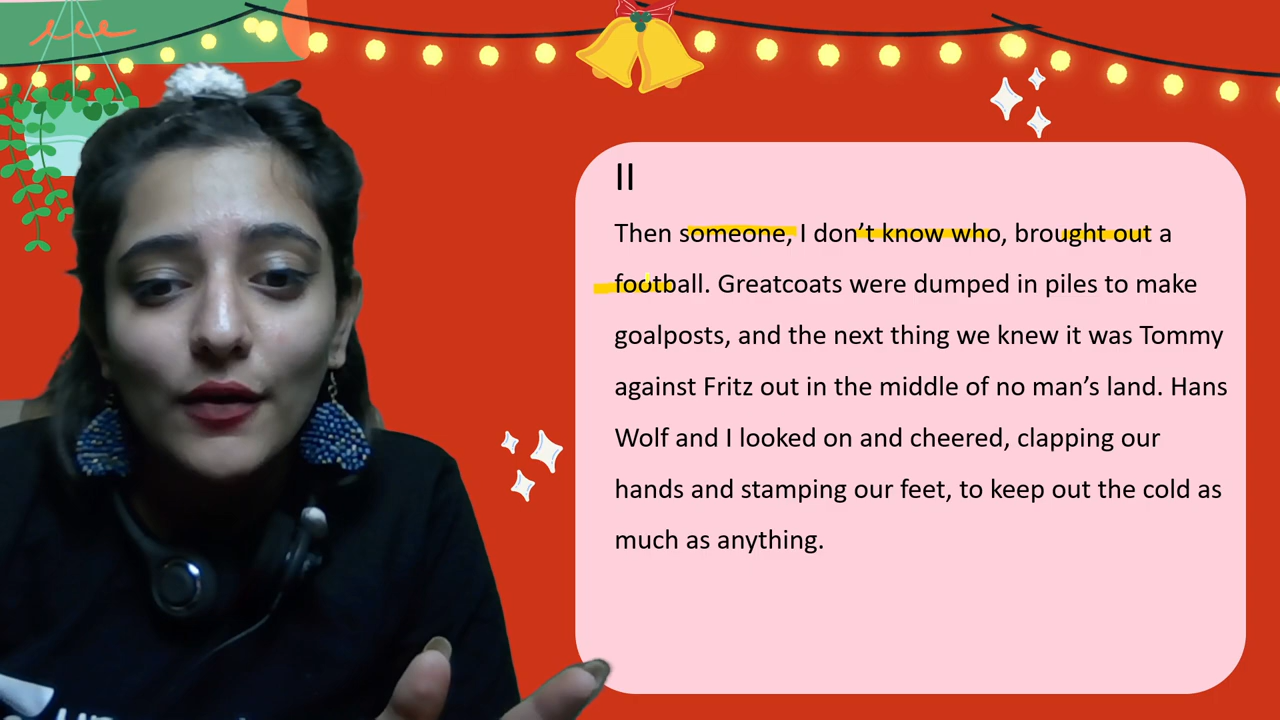 II
Then someone, I don’t know who, brought out a
football. Greatcoats were dumped in piles to make
goalposts, and the next thing we knew it was Tommy
against Fritz out in the middle of no man’s land. Hans
Wolf and I looked on and cheered, clapping our
hands and stamping our feet, to keep out the cold as
much as anything.